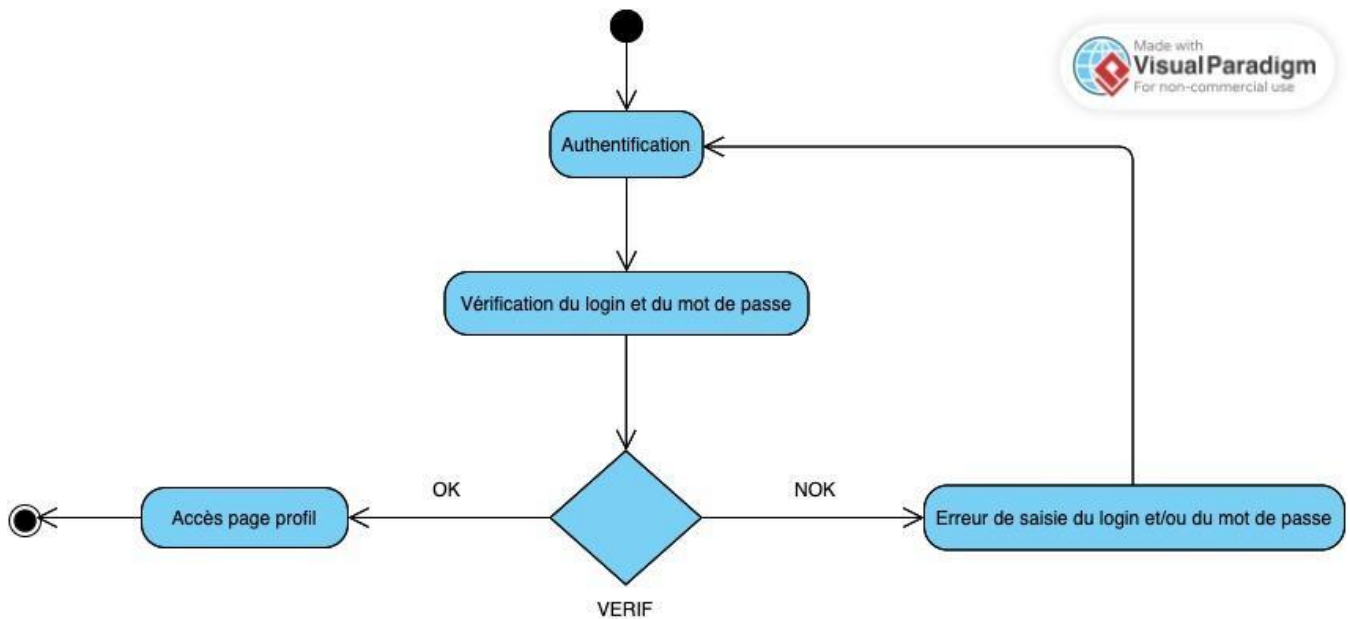 Made with
Visual Paradigm
For non-commercial use
Authentification
Vérification du login et du mot de passe
OK
NOK
Accès page profil
Erreur de saisie du login et/ou du mot de passe
VERIF